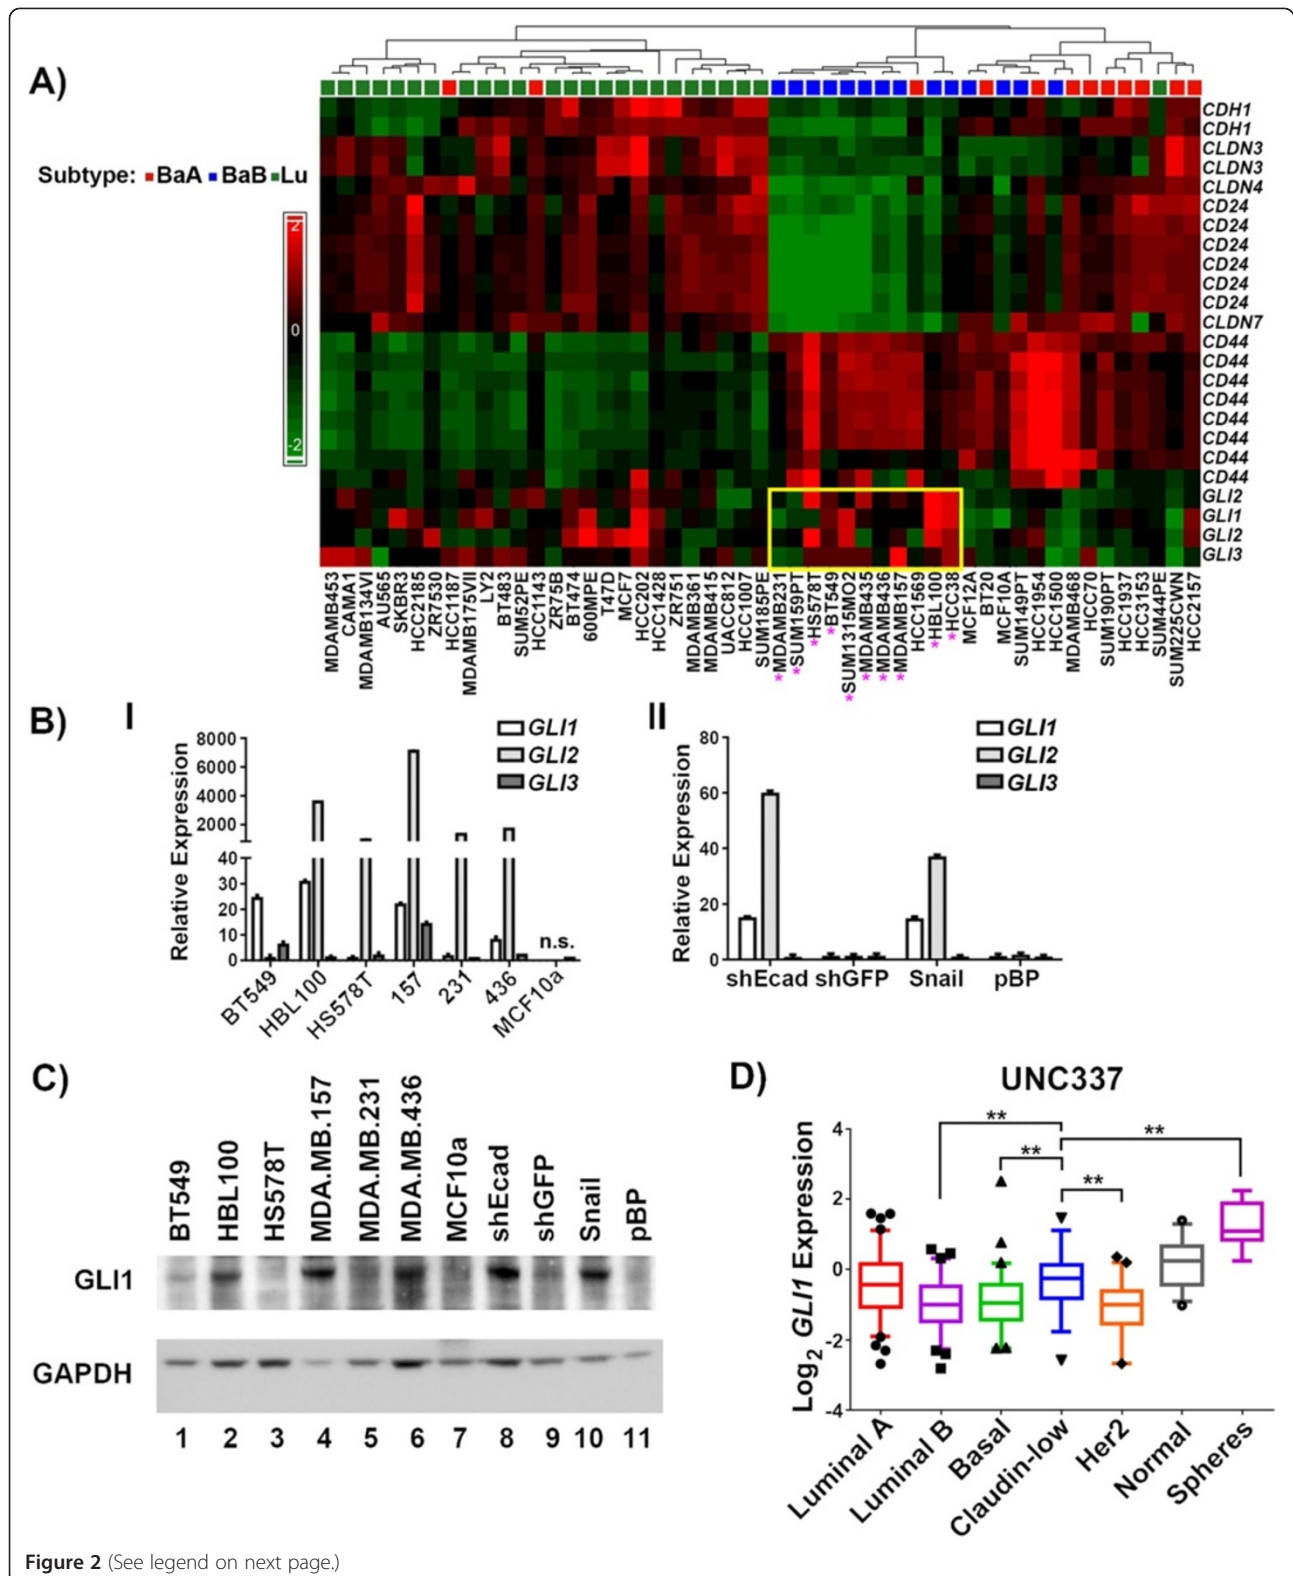 A)
Subtype: BaA BaB Lu
2
0
-2
CDH1
CDH1
CLDN3
CLDN3
CLDN4
CD24
CD24
CD24
CD24
CD24
CD24
CLDN7
CD44
CD44
CD44
CD44
CD44
CD44
CD44
CD44
GLI2
GLI1
GLI2
GLI3
MDAMB453
CAMA1
MDAMB134VI
AU565
SKBR3
HCC2185
ZR7530
HCC1187
MDAMB175VII
LY2
BT483
SUM52PE
HCC1143
ZR75B
BT474
600MPE
T47D
MCF7
HCC202
HCC1428
ZR751
MDAMB361
MDAMB415
UACC812
HCC1007
SUM185PE
*MDAMB231
*SUM159PT
*HS578T
*BT549
*SUM1315MO2
*MDAMB435
*MDAMB436
*MDAMB157
HCC1569
*HBL100
*HCC38
MCF12A
BT20
MCF10A
SUM149PT
HCC1954
HCC1500
MDAMB468
HCC70
SUM190PT
HCC1937
HCC3153
SUM44PE
SUM225CWN
HCC2157
B)
I
Relative Expression
8000
6000
4000
2000
40
30
20
10
0
GLI1
GLI2
GLI3
n.s.
BT549
HBL100
HS578T
157
231
436
MCF10a
II
Relative Expression
80
60
40
20
0
GLI1
GLI2
GLI3
shEcad shGFP Snail pBP
C)
BT549
HBL100
HS578T
MDA.MB.157
MDA.MB.231
MDA.MB.436
MCF10a
shEcad
shGFP
Snail
pBP
GLI1
GAPDH
1 2 3 4 5 6 7 8 9 10 11
D)
UNC337
Log2 GLI1 Expression
4
2
0
-2
-4
**
**
**
**
Luminal A
Luminal B
Basal
Claudin-low
Her2
Normal
Spheres
Figure 2 (See legend on next page.)